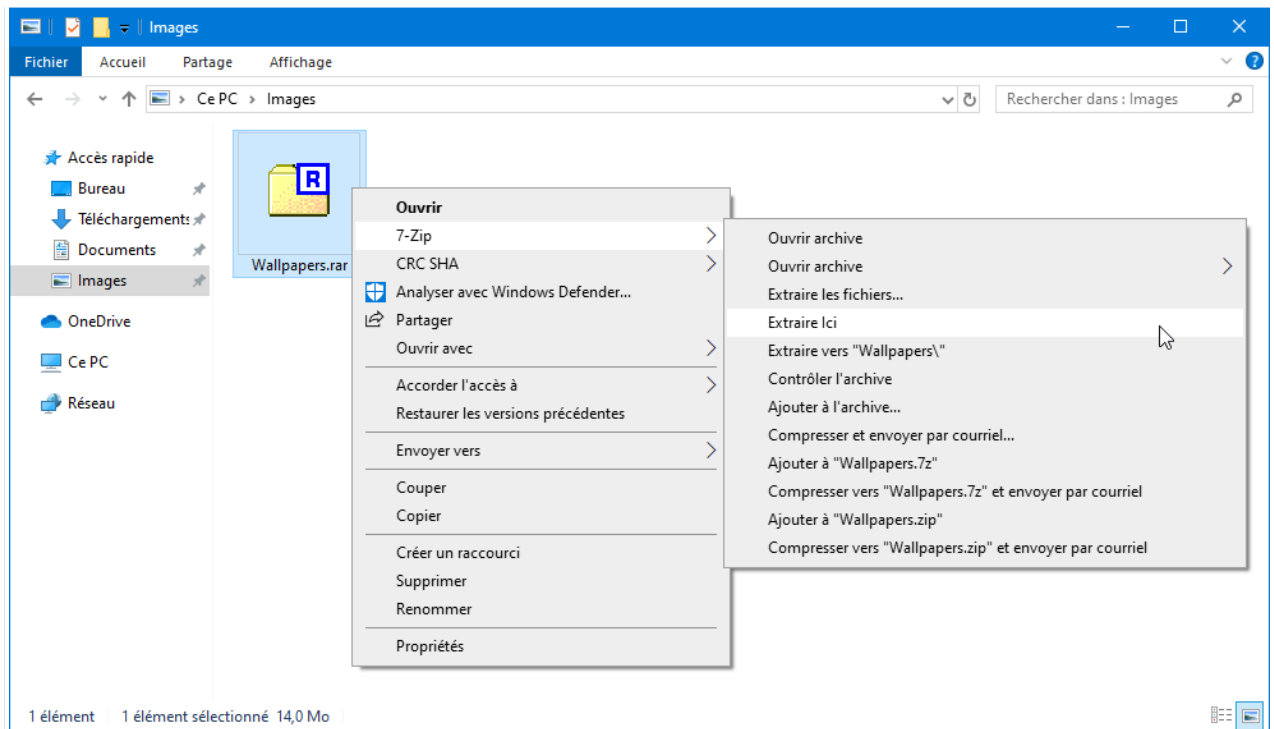 Images
Fichier Accueil Partage Affichage
Ce PC Images Rechercher dans : Images
Accès rapide
Bureau
Téléchargements
Documents
Images
OneDrive
Ce PC
Réseau
R
Wallpapers.rar
Ouvrir
7-Zip
CRC SHA
Analyser avec Windows Defender...
Partager
Ouvrir avec
Accorder l'accès à
Restaurer les versions précédentes
Envoyer vers
Couper
Copier
Créer un raccourci
Supprimer
Renommer
Propriétés
Ouvrir archive
Ouvrir archive
Extraire les fichiers...
Extraire Ici
Extraire vers "Wallpapers\"
Contrôler l'archive
Ajouter à l'archive...
Compresser et envoyer par courriel...
Ajouter à "Wallpapers.7z"
Compresser vers "Wallpapers.7z" et envoyer par courriel
Ajouter à "Wallpapers.zip"
Compresser vers "Wallpapers.zip" et envoyer par courriel
1 élément 1 élément sélectionné 14,0 Mo